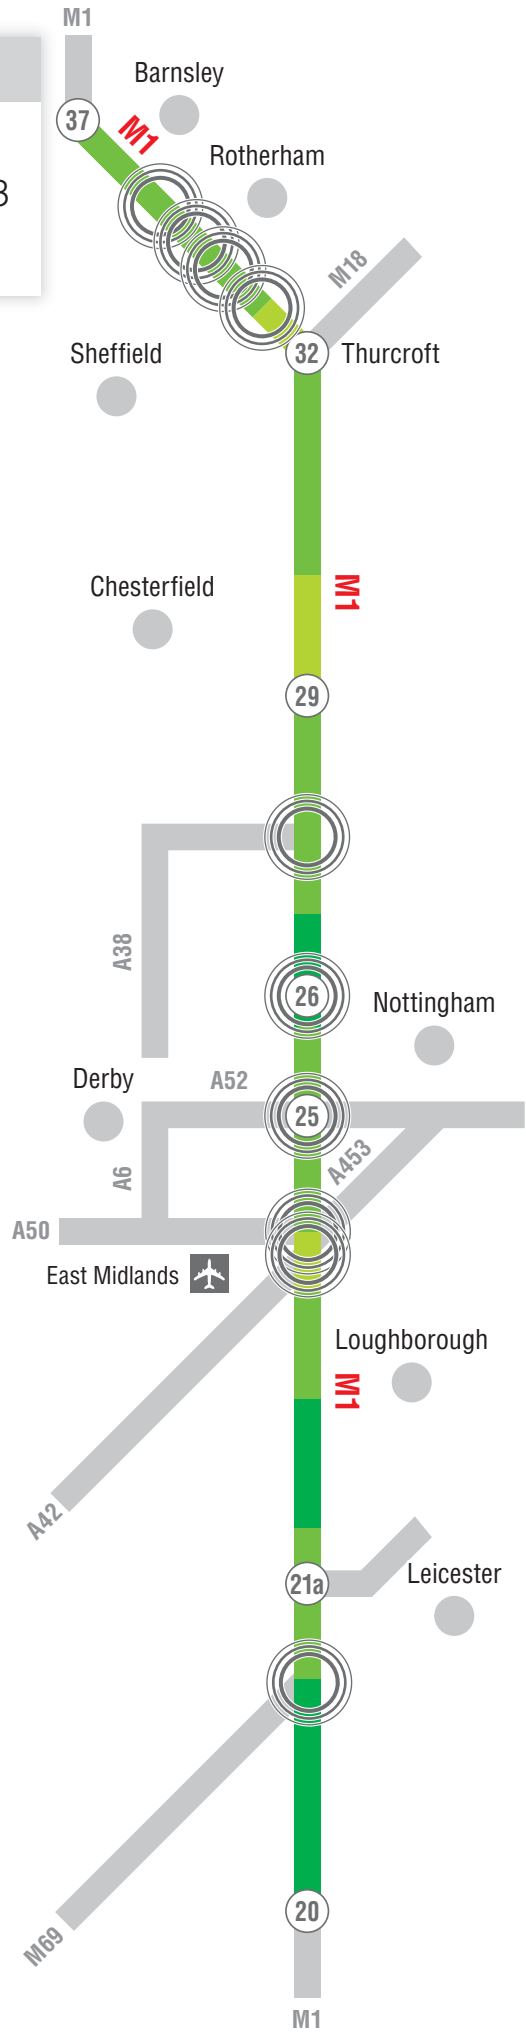 M1
Barnsley
37
M1
Rotherham
3
M18
Sheffield
32
Thurcroft
Chesterfield
M1
29
A38
26
Nottingham
Derby
A52
25
A453
A6
A50
East Midlands
Loughborough
M1
A42
21a
Leicester
20
M69
M1